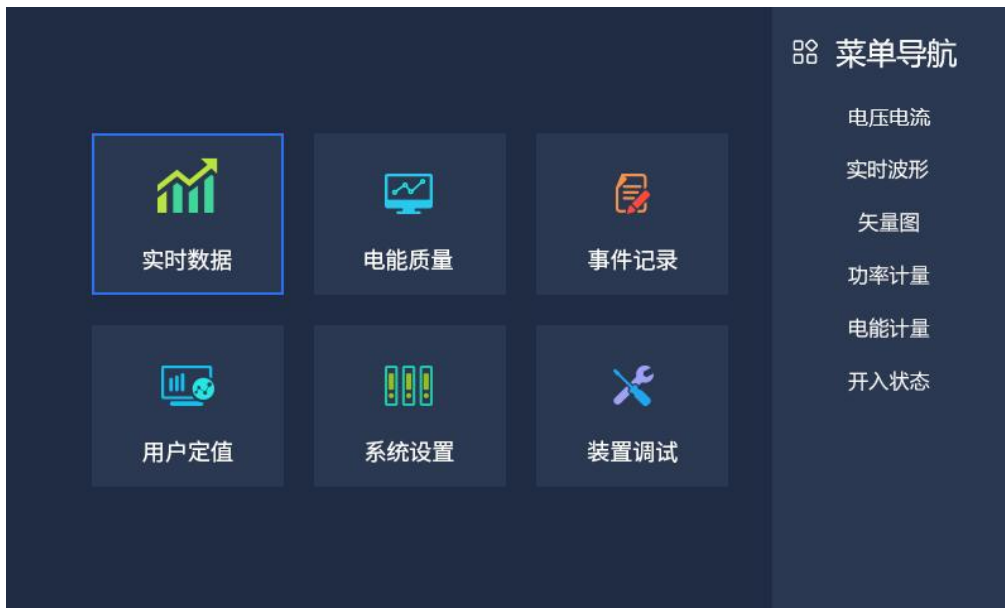 菜单导航
电压电流
实时波形
矢量图
功率计量
电能计量
开入状态
实时数据
电能质量
事件记录
用户定值
系统设置
装置调试